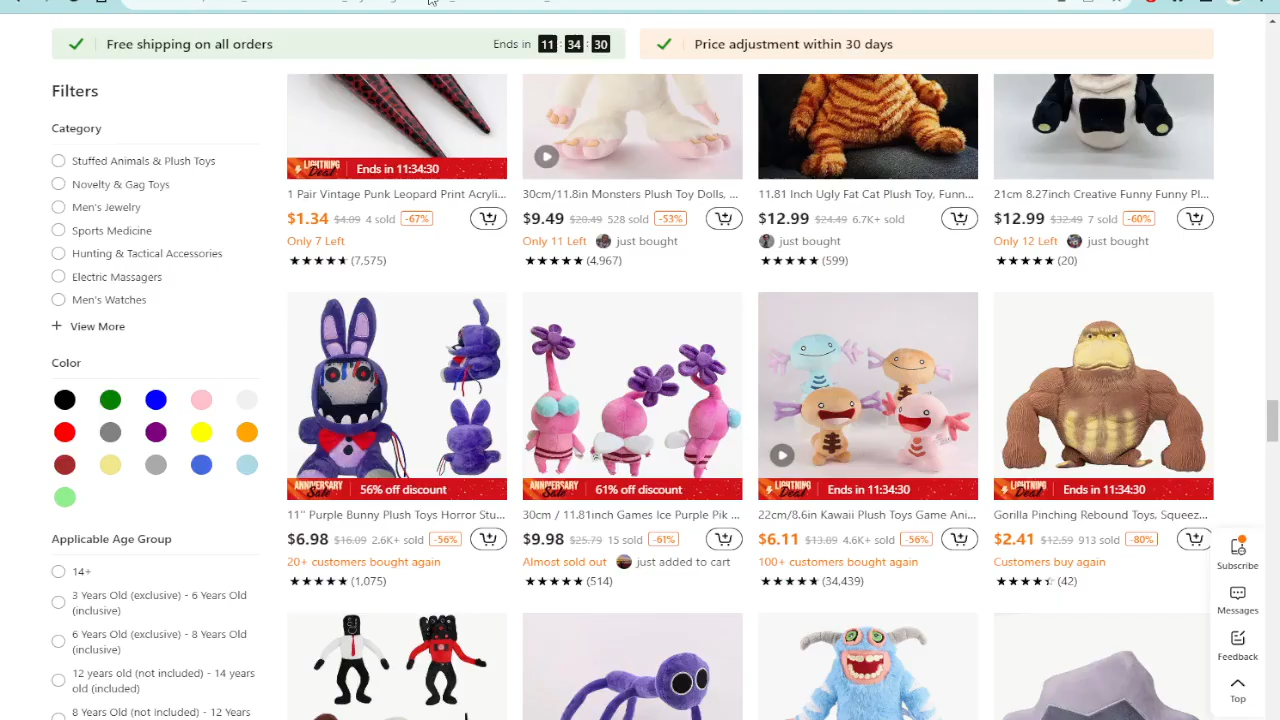 Free shipping on all orders
Ends in 11 : 34 : 30
Price adjustment within 30 days
Filters
Category
Stuffed Animals & Plush Toys
Novelty & Gag Toys
Men's Jewelry
Sports Medicine
Hunting & Tactical Accessories
Electric Massagers
Men's Watches
+ View More
Color
Applicable Age Group
14+
3 Years Old (exclusive) - 6 Years Old
(inclusive)
6 Years Old (exclusive) - 8 Years Old
(inclusive)
12 years old (not included) - 14 years
old (included)
8 Years Old (not Included) - 12 Years
LIGHTNING Deal Ends in 11:34:30
1 Pair Vintage Punk Leopard Print Acryli...
$1.34 $4.09 4 sold -67%
Only 7 Left
(7,575)
30cm/11.8in Monsters Plush Toy Dolls, ...
$9.49 $20.49 528 sold -53%
Only 11 Left just bought
(4,967)
11.81 Inch Ugly Fat Cat Plush Toy, Funn...
$12.99 $24.49 6.7K+ sold
just bought
(599)
21cm 8.27inch Creative Funny Funny Pl...
$12.99 $32.49 7 sold -60%
Only 12 Left just bought
(20)
ANNIVERSARY Sale 56% off discount
11" Purple Bunny Plush Toys Horror Stu...
$6.98 $16.09 2.6K+ sold -56%
20+ customers bought again
(1,075)
ANNIVERSARY Sale 61% off discount
30cm / 11.81inch Games Ice Purple Pik ...
$9.98 $25.79 15 sold -61%
Almost sold out just added to cart
(514)
LIGHTNING Deal Ends in 11:34:30
22cm/8.6in Kawaii Plush Toys Game Ani...
$6.11 $13.89 4.6K+ sold -56%
100+ customers bought again
(34,439)
LIGHTNING Deal Ends in 11:34:30
Gorilla Pinching Rebound Toys, Squeez...
$2.41 $12.59 913 sold -80%
Customers buy again
(42)
Subscribe
Messages
Feedback
Top